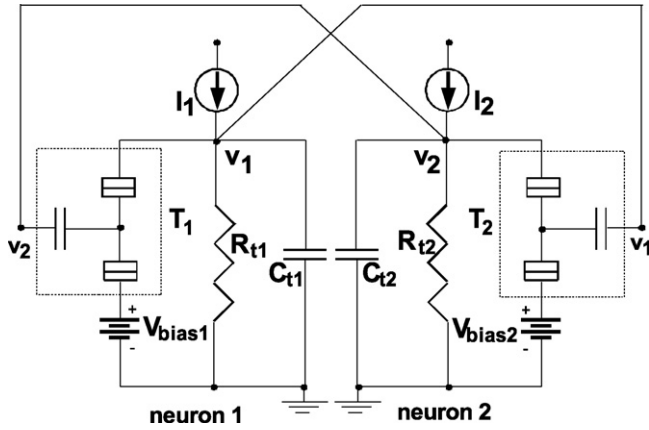 I1
I2
v1
v2
T1
Rt1
Ct1
Ct2
Rt2
T2
v2
v1
+
Vbias1
-
+
Vbias2
-
neuron 1
neuron 2